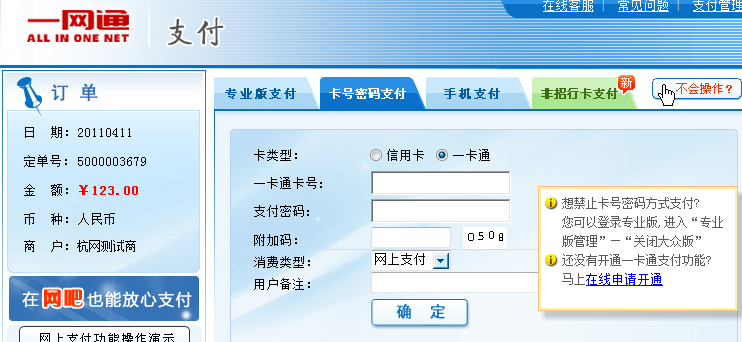 一网通
ALL IN ONE NET
支付
在线客服 | 常见问题 | 支付管理
订 单
日 期：20110411
定单号：5000003679
金 额：￥123.00
币 种：人民币
商 户：杭网测试商
在网吧也能放心支付
网上支付功能操作演示
专业版支付
卡号密码支付
手机支付
非招行卡支付
新
不会操作？
卡类型：
信用卡
一卡通
一卡通卡号：
支付密码：
附加码：
消费类型：
网上支付
用户备注：
确 定
想禁止卡号密码方式支付?
您可以登录专业版,进入“专业
版管理”—“关闭大众版”
还没有开通一卡通支付功能?
马上在线申请开通